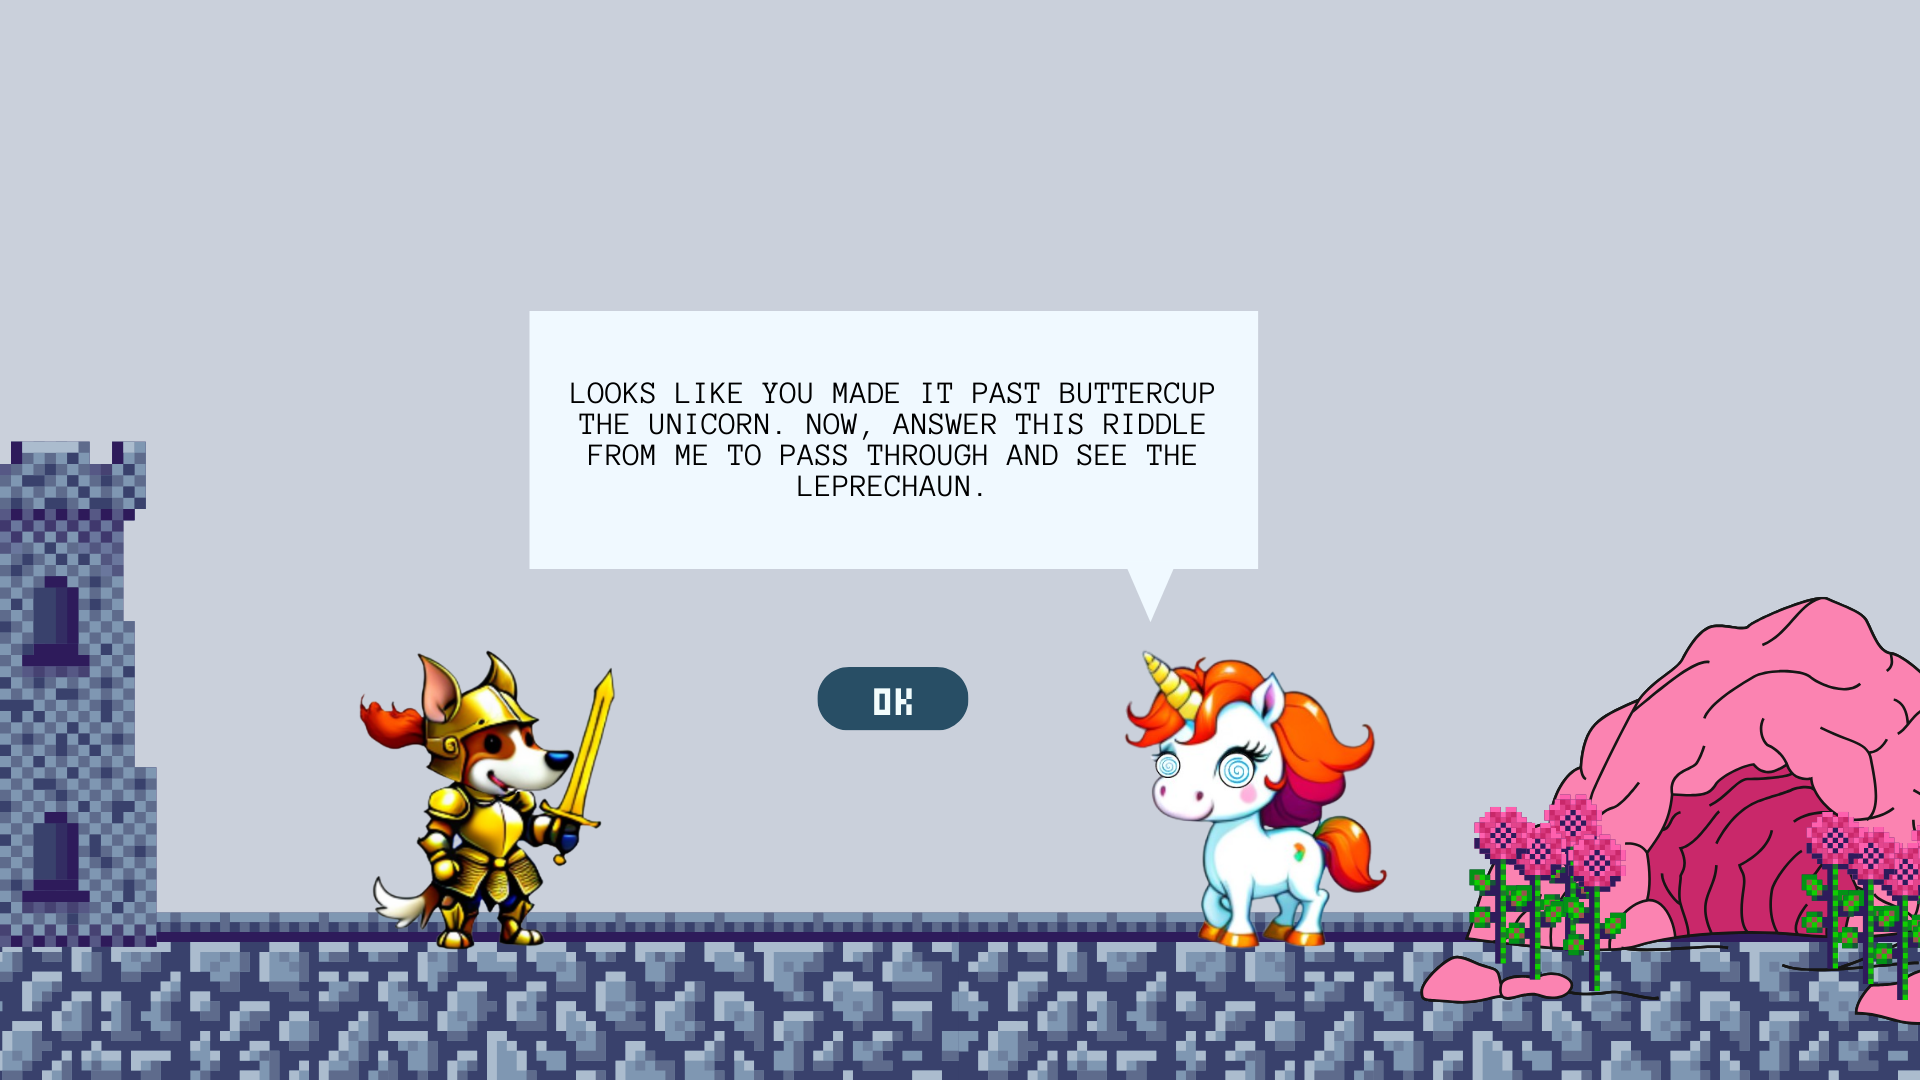 LOOKS LIKE YOU MADE IT PAST BUTTERCUP
THE UNICORN. NOW, ANSWER THIS RIDDLE
FROM ME TO PASS THROUGH AND SEE THE
LEPRECHAUN.
OK